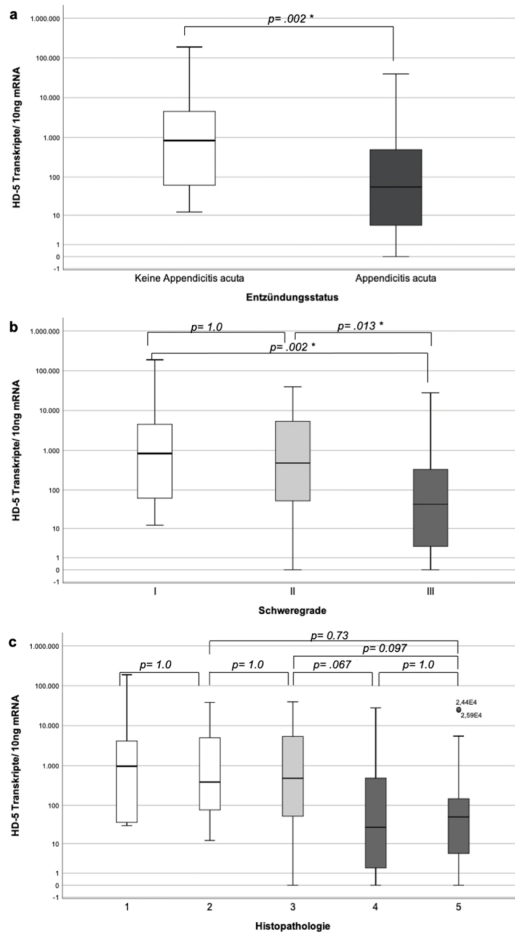 a
p= .002 *
1.000.000
100.000
10.000
1.000
100
10
1
0
-1
HD-5 Transkripte/ 10ng mRNA
Keine Appendicitis acuta
Appendicitis acuta
Entzündungsstatus
b
p= 1.0
p= .013 *
p= .002 *
1.000.000
100.000
10.000
1.000
100
10
1
0
-1
HD-5 Transkripte/ 10ng mRNA
I
II
III
Schweregrade
c
p= 0.73
p= 0.097
p= 1.0
p= 1.0
p= .067
p= 1.0
1.000.000
100.000
10.000
1.000
100
10
1
0
-1
HD-5 Transkripte/ 10ng mRNA
2,44E4
2,59E4
1
2
3
4
5
Histopathologie